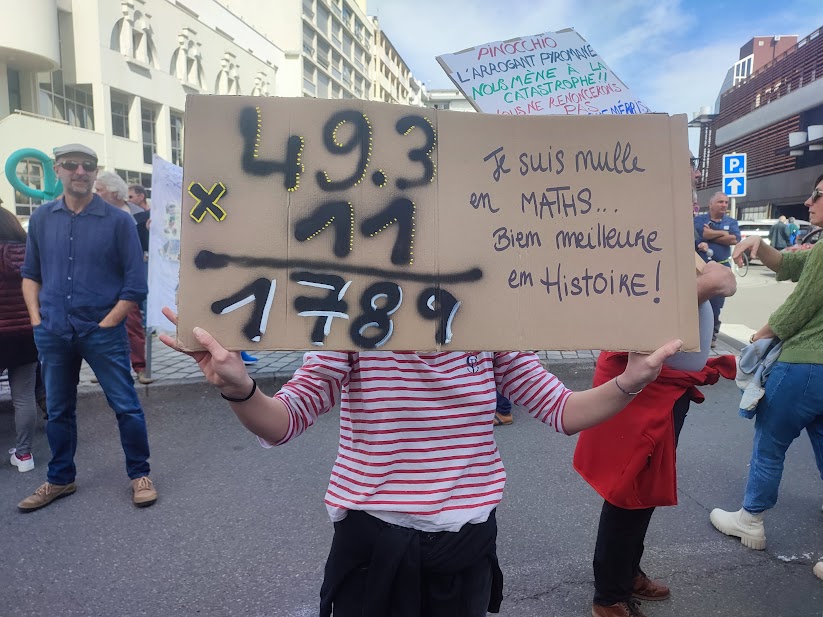 PINOCCHIO
L'ARROGANT PYROMANE
NOUS MÈNE À LA
CATASTROPHE!!
NOUS NE RENONCERONS
PAS
49.3
× 11
1789
Je suis nulle
en MATHS...
Bien meilleure
en Histoire!
P